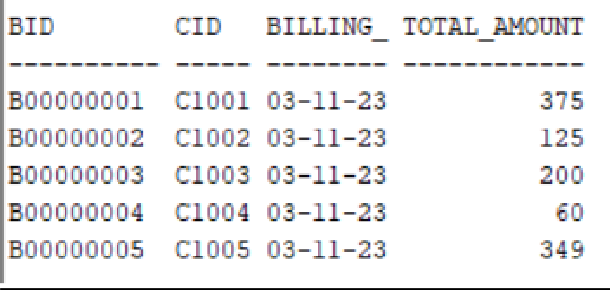 BID        CID   BILLING_ TOTAL_AMOUNT
---------- ----- -------- ------------
B00000001  C1001 03-11-23          375
B00000002  C1002 03-11-23          125
B00000003  C1003 03-11-23          200
B00000004  C1004 03-11-23           60
B00000005  C1005 03-11-23          349